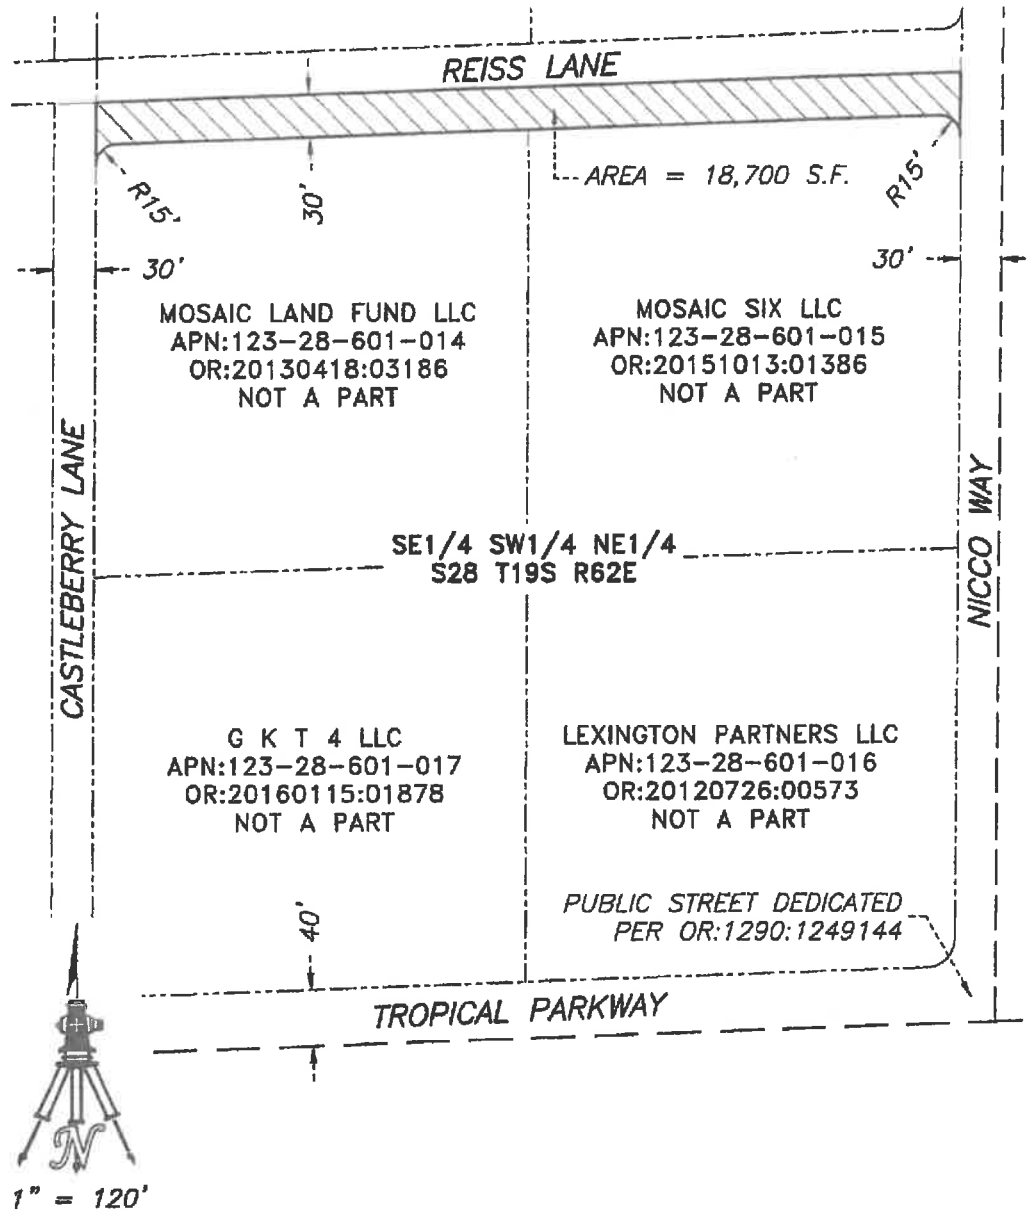 REISS LANE
AREA = 18,700 S.F.
R15'
30'
R15'
30'
30'
MOSAIC LAND FUND LLC
APN:123-28-601-014
OR:20130418:03186
NOT A PART
MOSAIC SIX LLC
APN:123-28-601-015
OR:20151013:01386
NOT A PART
CASTLEBERRY LANE
NICCO WAY
SE1/4 SW1/4 NE1/4
S28 T19S R62E
G K T 4 LLC
APN:123-28-601-017
OR:20160115:01878
NOT A PART
LEXINGTON PARTNERS LLC
APN:123-28-601-016
OR:20120726:00573
NOT A PART
40'
PUBLIC STREET DEDICATED
PER OR:1290:1249144
TROPICAL PARKWAY
N
1" = 120'